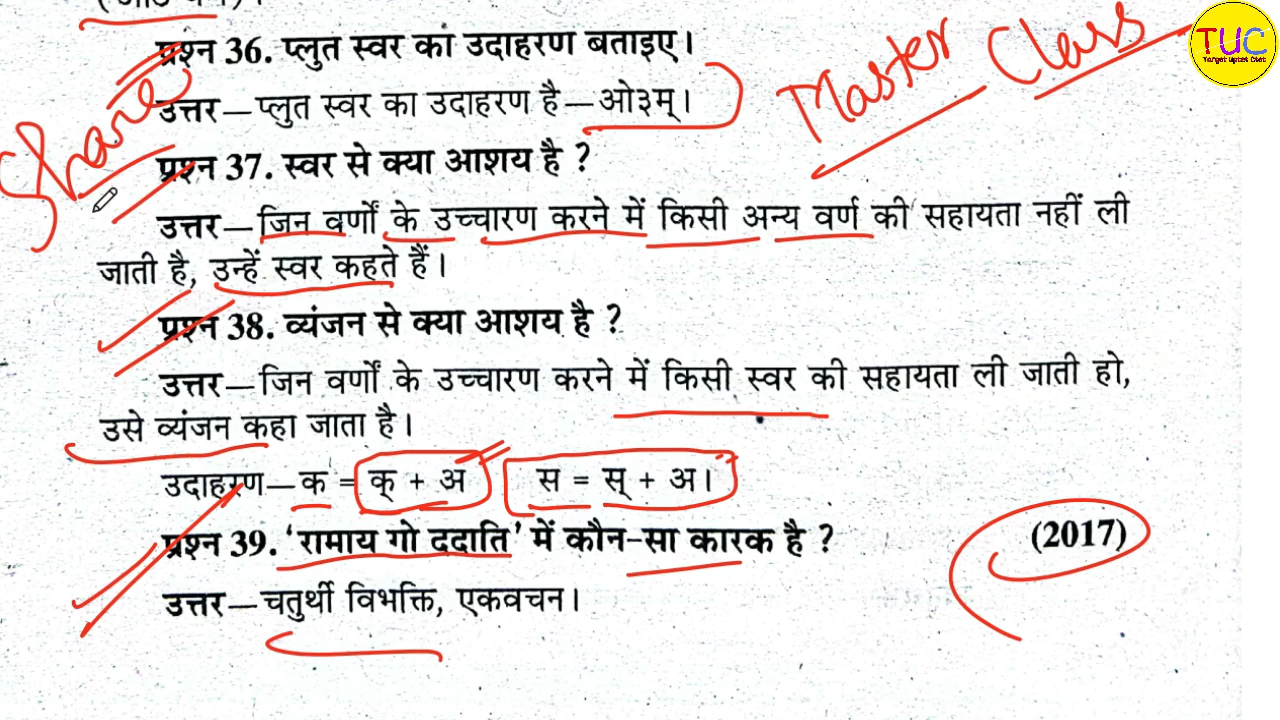 प्रश्न 36. प्लुत स्वर का उदाहरण बताइए।
उत्तर—प्लुत स्वर का उदाहरण है—ओ३म्।
प्रश्न 37. स्वर से क्या आशय है ?
उत्तर—जिन वर्णों के उच्चारण करने में किसी अन्य वर्ण की सहायता नहीं ली
जाती है, उन्हें स्वर कहते हैं।
प्रश्न 38. व्यंजन से क्या आशय है ?
उत्तर—जिन वर्णों के उच्चारण करने में किसी स्वर की सहायता ली जाती हो,
उसे व्यंजन कहा जाता है।
उदाहरण—क = क् + अ स = स् + अ।
प्रश्न 39. ‘रामाय गो ददाति’ में कौन-सा कारक है ? (2017)
उत्तर—चतुर्थी विभक्ति, एकवचन।
Share
Master Class
TUC
Target Uptet Ctet